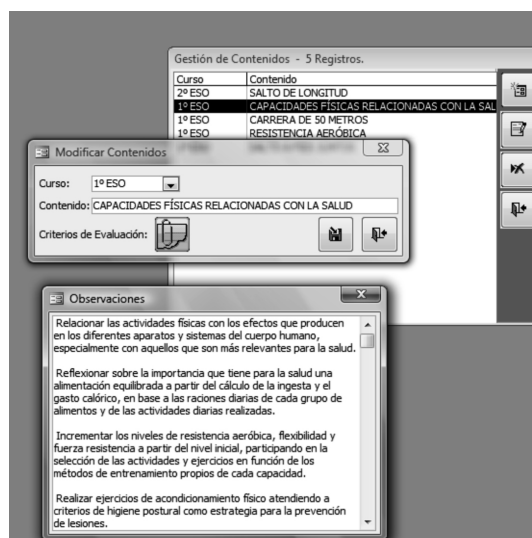 Gestión de Contenidos - 5 Registros.
Curso Contenido
2º ESO SALTO DE LONGITUD
1º ESO CAPACIDADES FÍSICAS RELACIONADAS CON LA SAL
1º ESO CARRERA DE 50 METROS
1º ESO RESISTENCIA AERÓBICA
Modificar Contenidos
Curso: 1º ESO
Contenido: CAPACIDADES FÍSICAS RELACIONADAS CON LA SALUD
Criterios de Evaluación:
Observaciones
Relacionar las actividades físicas con los efectos que producen
en los diferentes aparatos y sistemas del cuerpo humano,
especialmente con aquellos que son más relevantes para la salud.
Reflexionar sobre la importancia que tiene para la salud una
alimentación equilibrada a partir del cálculo de la ingesta y el
gasto calórico, en base a las raciones diarias de cada grupo de
alimentos y de las actividades diarias realizadas.
Incrementar los niveles de resistencia aeróbica, flexibilidad y
fuerza resistencia a partir del nivel inicial, participando en la
selección de las actividades y ejercicios en función de los
métodos de entrenamiento propios de cada capacidad.
Realizar ejercicios de acondicionamiento físico atendiendo a
criterios de higiene postural como estrategia para la prevención
de lesiones.